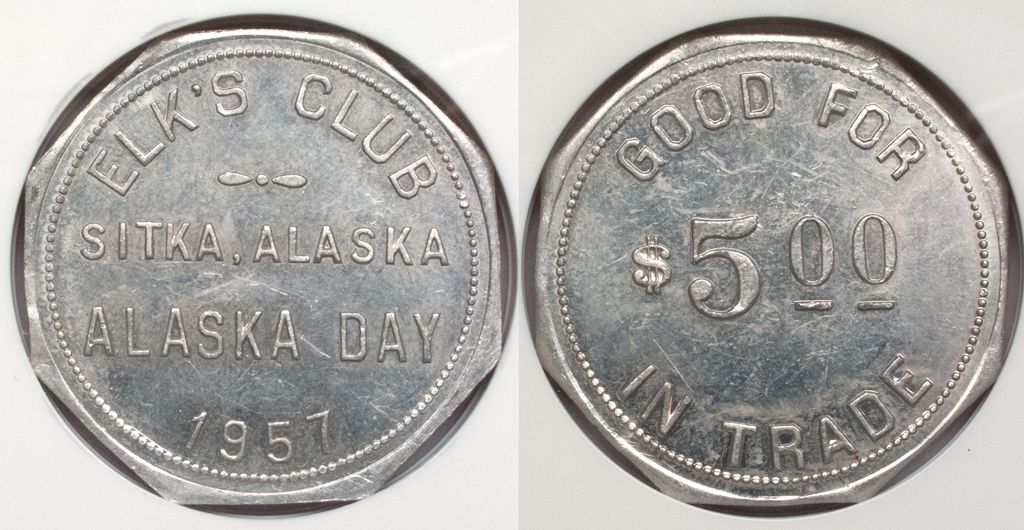 ELK'S CLUB
SITKA, ALASKA
ALASKA DAY
1957
GOOD FOR
$5 00
IN TRADE